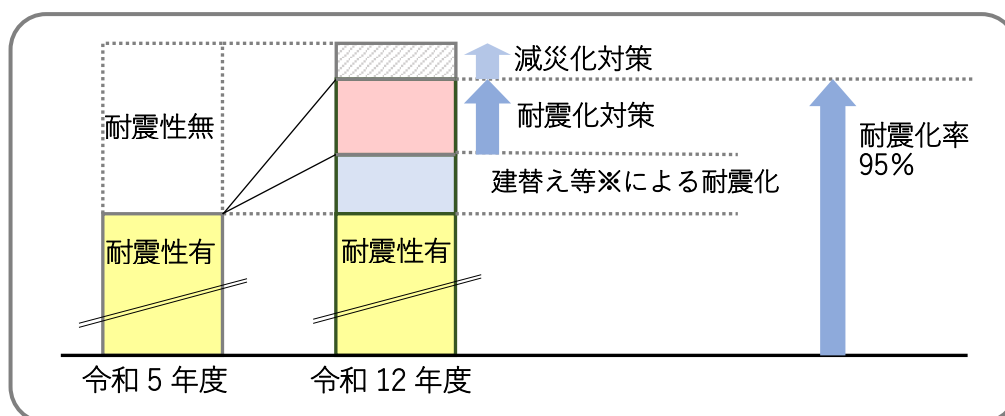 減災化対策
耐震性無
耐震化対策
耐震化率
95%
建替え等※による耐震化
耐震性有
耐震性有
令和 5 年度
令和 12 年度